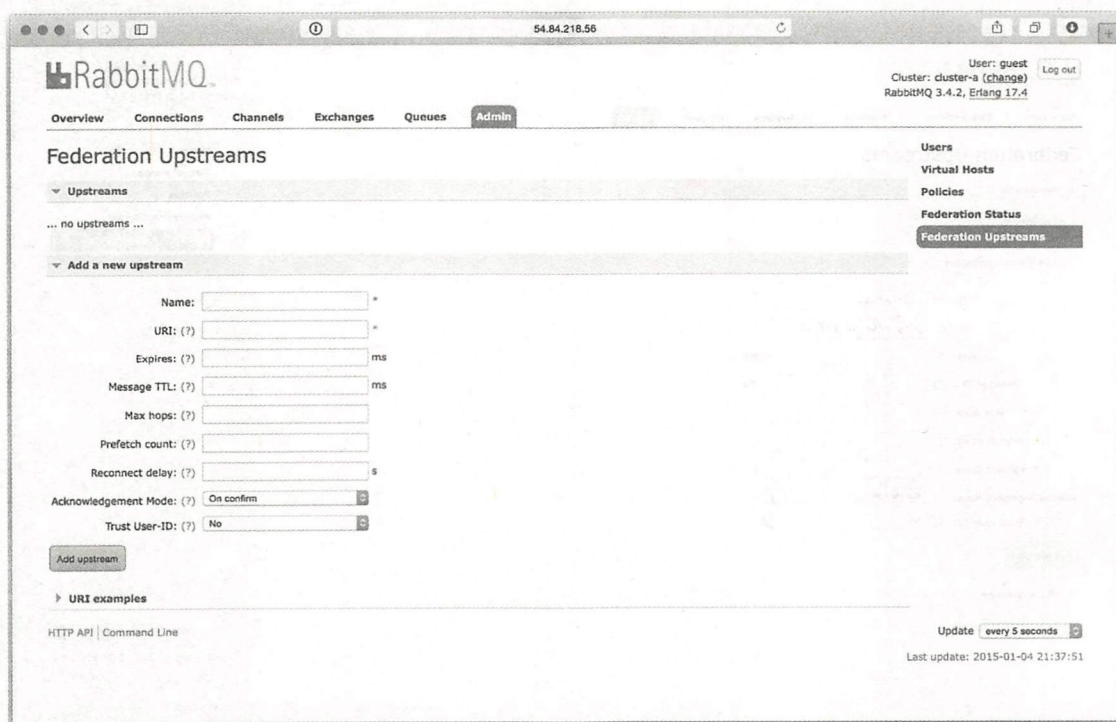 54.84.218.56
RabbitMQ
User: guest
Log out
Cluster: cluster-a (change)
RabbitMQ 3.4.2, Erlang 17.4
Overview Connections Channels Exchanges Queues Admin
Federation Upstreams
Upstreams
... no upstreams ...
Add a new upstream
Name: *
URI: (?) *
Expires: (?) ms
Message TTL: (?) ms
Max hops: (?)
Prefetch count: (?)
Reconnect delay: (?) s
Acknowledgement Mode: (?) On confirm
Trust User-ID: (?) No
Add upstream
URI examples
Users
Virtual Hosts
Policies
Federation Status
Federation Upstreams
HTTP API | Command Line
Update every 5 seconds
Last update: 2015-01-04 21:37:51